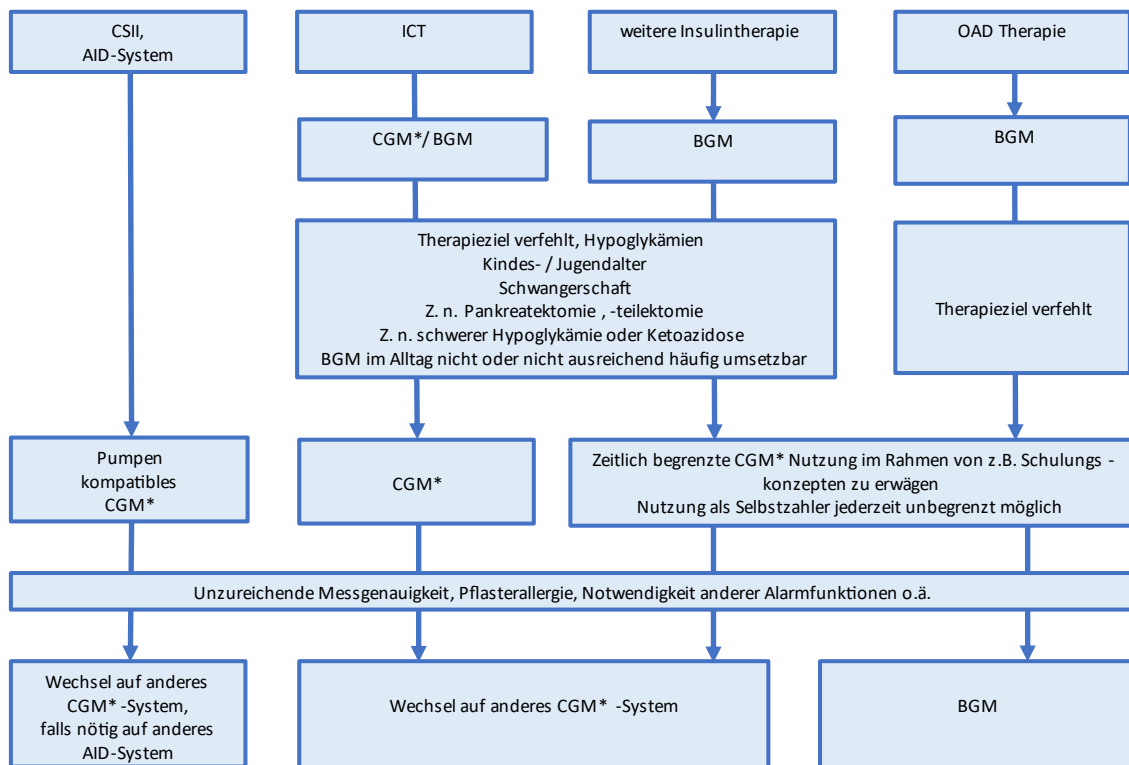 CSII,
AID-System
ICT
weitere Insulintherapie
OAD Therapie
CGM*/ BGM
BGM
BGM
Therapieziel verfehlt, Hypoglykämien
Kindes- / Jugendalter
Schwangerschaft
Z. n. Pankreatektomie , -teilektomie
Z. n. schwerer Hypoglykämie oder Ketoazidose
BGM im Alltag nicht oder nicht ausreichend häufig umsetzbar
Therapieziel verfehlt
Pumpen
kompatibles
CGM*
CGM*
Zeitlich begrenzte CGM* Nutzung im Rahmen von z.B. Schulungs -
konzepten zu erwägen
Nutzung als Selbstzahler jederzeit unbegrenzt möglich
Unzureichende Messgenauigkeit, Pflasterallergie, Notwendigkeit anderer Alarmfunktionen o.ä.
Wechsel auf anderes
CGM* -System,
falls nötig auf anderes
AID-System
Wechsel auf anderes CGM* -System
BGM